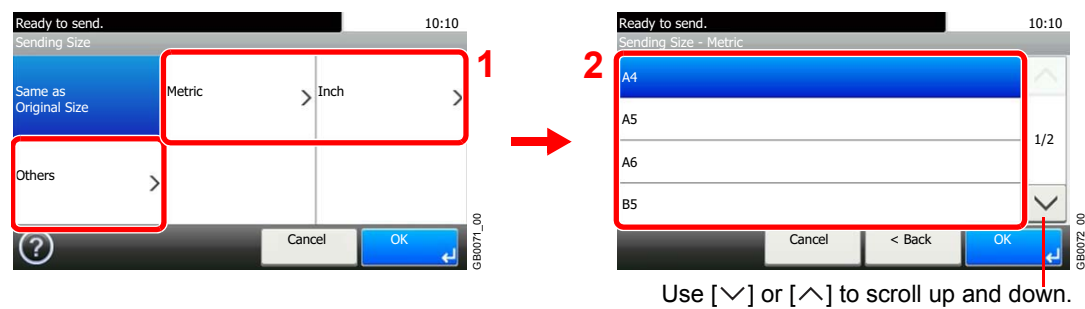 Ready to send. 10:10
Sending Size
Same as
Original Size
Metric
Inch
1
Others
?
Cancel
OK
GB0071_00
Ready to send. 10:10
Sending Size - Metric
2
A4
A5
1/2
A6
B5
Cancel
< Back
OK
GB0072_00
Use [∨] or [∧] to scroll up and down.